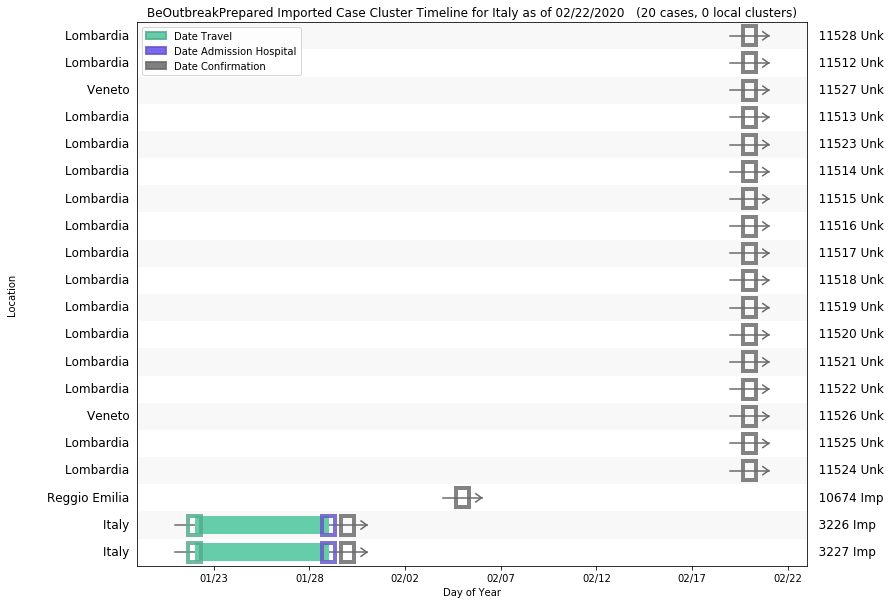 BeOutbreakPrepared Imported Case Cluster Timeline for Italy as of 02/22/2020 (20 cases, 0 local clusters)
Date Travel
Date Admission Hospital
Date Confirmation
Lombardia 11528 Unk
Lombardia 11512 Unk
Veneto 11527 Unk
Lombardia 11513 Unk
Lombardia 11523 Unk
Lombardia 11514 Unk
Lombardia 11515 Unk
Lombardia 11516 Unk
Lombardia 11517 Unk
Lombardia 11518 Unk
Lombardia 11519 Unk
Lombardia 11520 Unk
Lombardia 11521 Unk
Lombardia 11522 Unk
Veneto 11526 Unk
Lombardia 11525 Unk
Lombardia 11524 Unk
Reggio Emilia 10674 Imp
Italy 3226 Imp
Italy 3227 Imp
Location
01/23 01/28 02/02 02/07 02/12 02/17 02/22
Day of Year